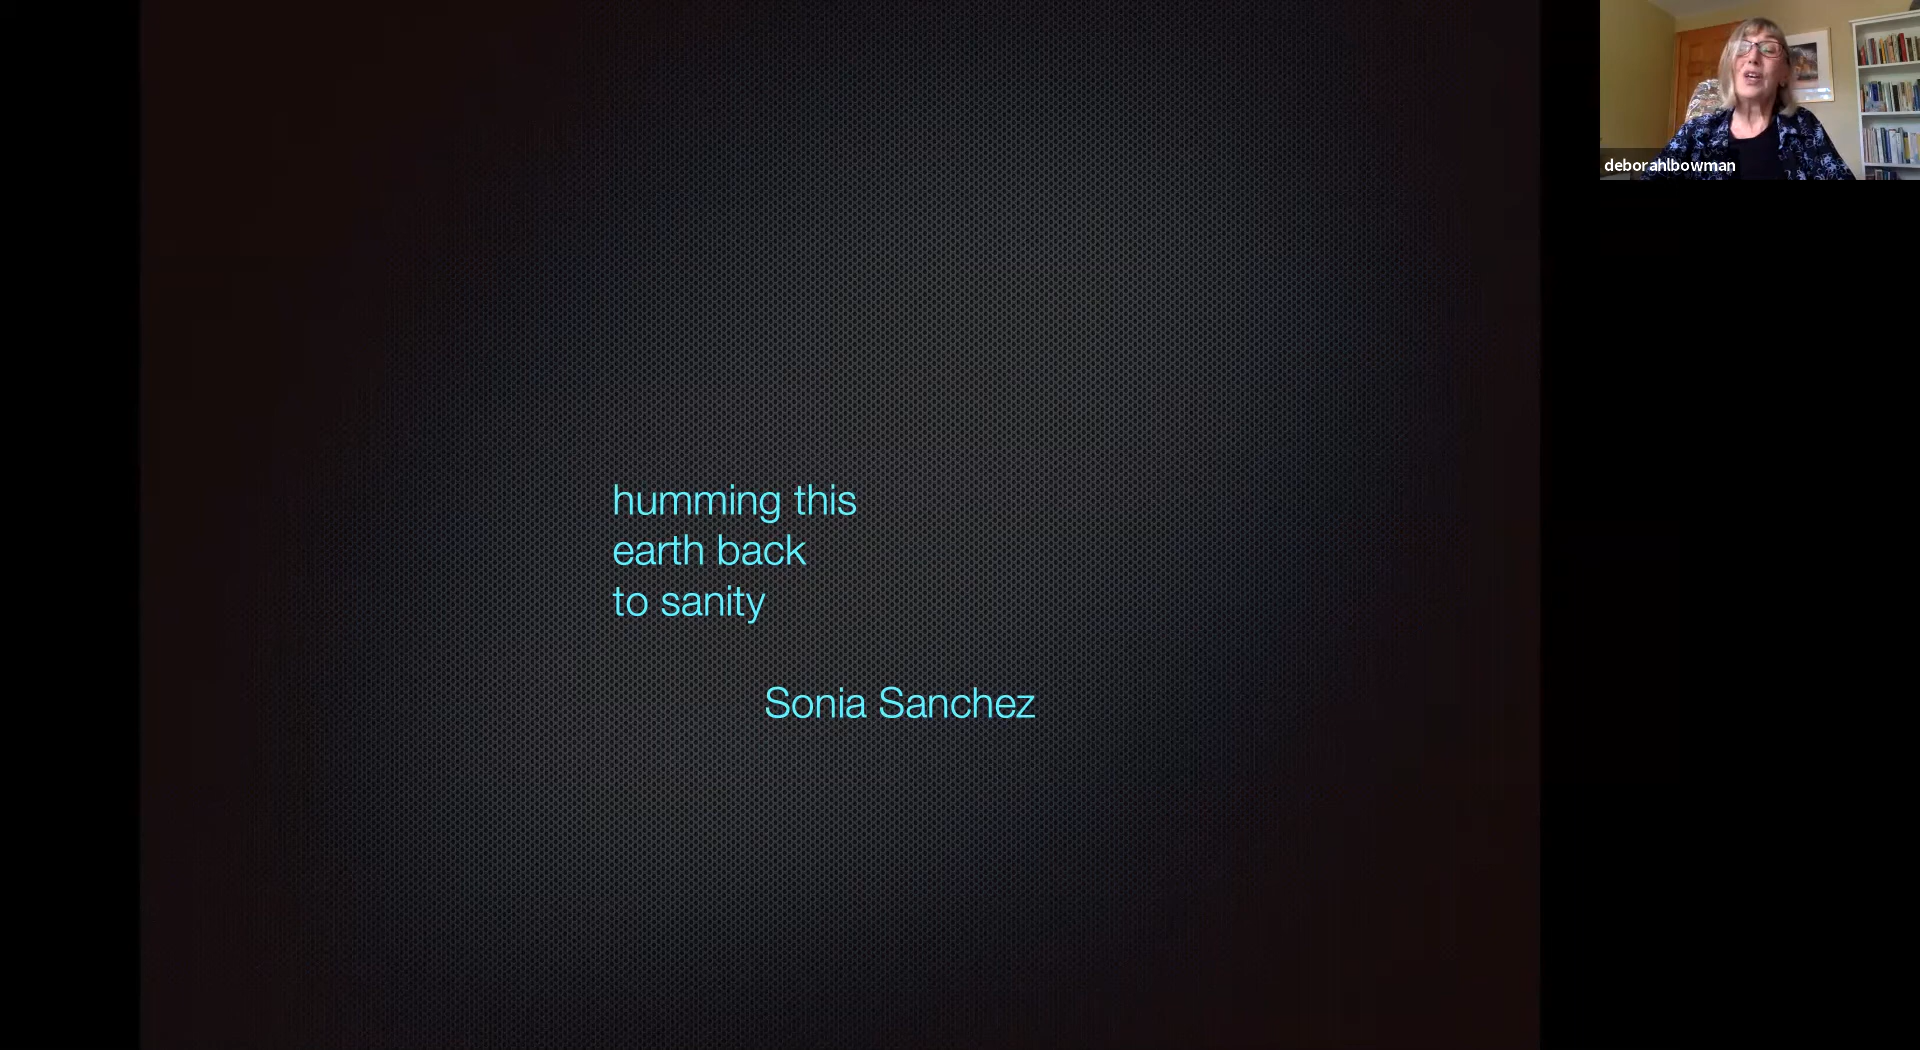 humming this
earth back
to sanity
Sonia Sanchez
deborahlbowman